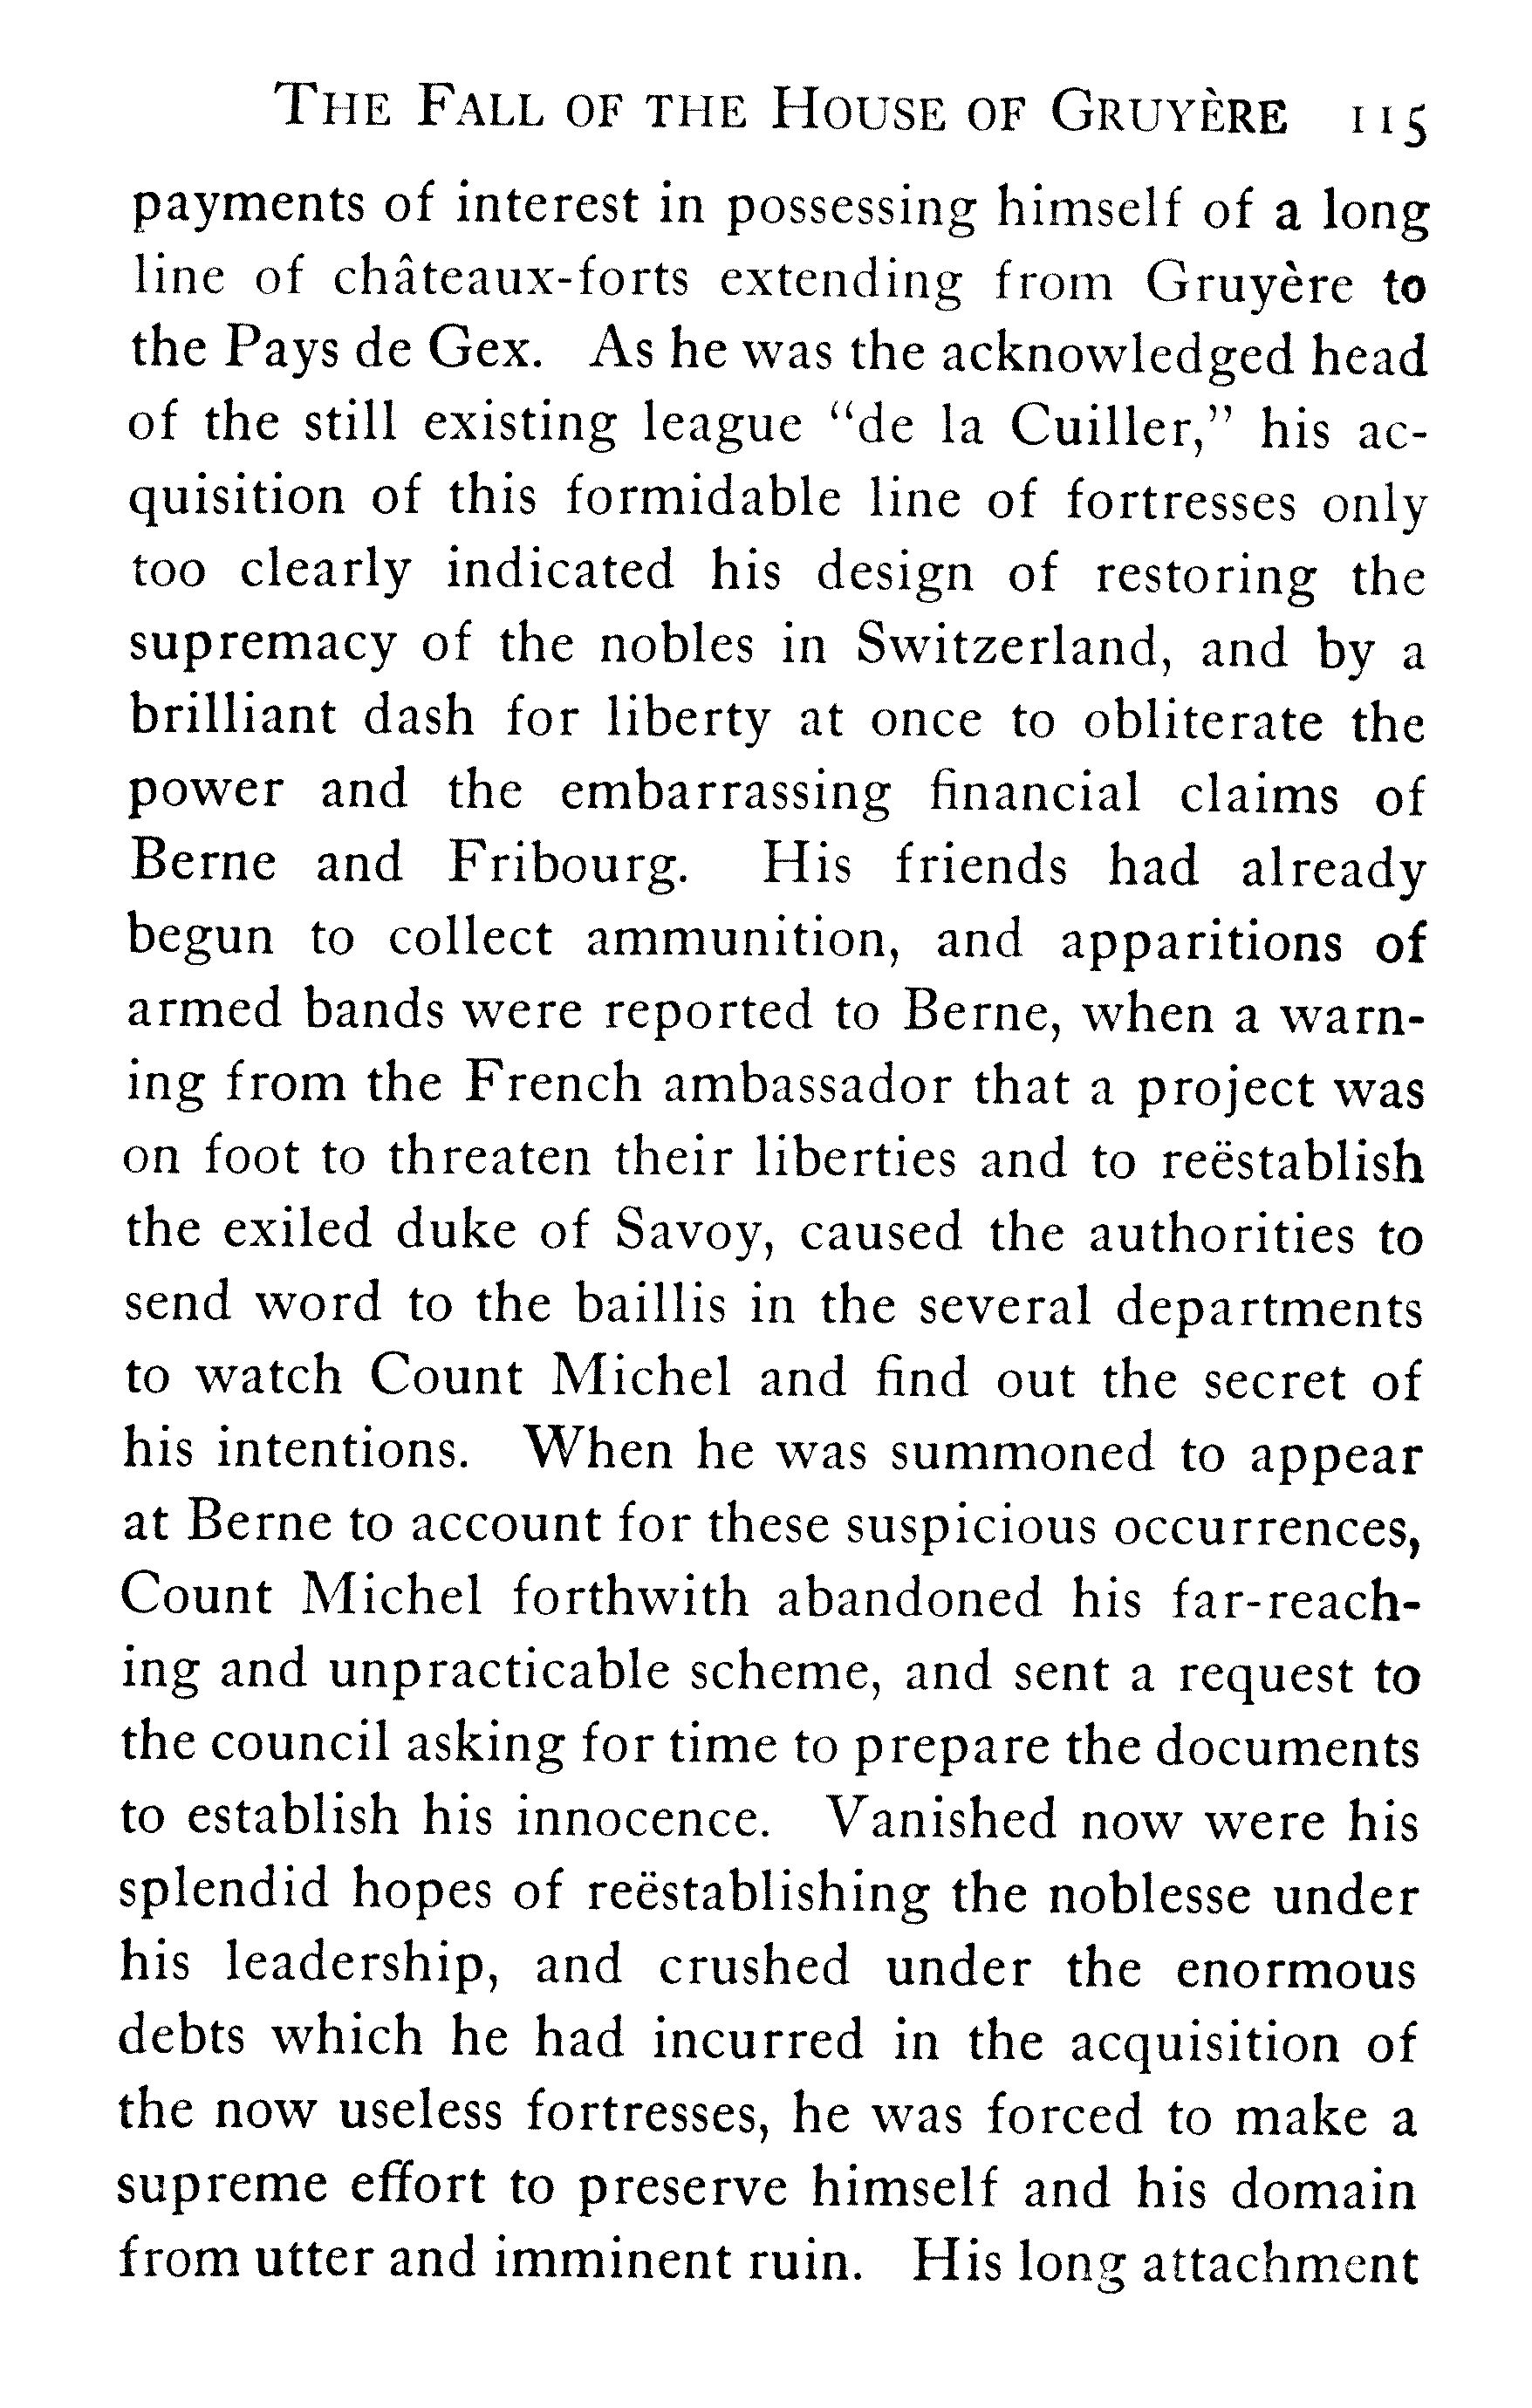 THE FALL OF THE HOUSE OF GRUYÈRE 115
payments of interest in possessing himself of a long
line of châteaux-forts extending from Gruyère to
the Pays de Gex. As he was the acknowledged head
of the still existing league "de la Cuiller," his ac-
quisition of this formidable line of fortresses only
too clearly indicated his design of restoring the
supremacy of the nobles in Switzerland, and by a
brilliant dash for liberty at once to obliterate the
power and the embarrassing financial claims of
Berne and Fribourg. His friends had already
begun to collect ammunition, and apparitions of
armed bands were reported to Berne, when a warn-
ing from the French ambassador that a project was
on foot to threaten their liberties and to reëstablish
the exiled duke of Savoy, caused the authorities to
send word to the baillis in the several departments
to watch Count Michel and find out the secret of
his intentions. When he was summoned to appear
at Berne to account for these suspicious occurrences,
Count Michel forthwith abandoned his far-reach-
ing and unpracticable scheme, and sent a request to
the council asking for time to prepare the documents
to establish his innocence. Vanished now were his
splendid hopes of reëstablishing the noblesse under
his leadership, and crushed under the enormous
debts which he had incurred in the acquisition of
the now useless fortresses, he was forced to make a
supreme effort to preserve himself and his domain
from utter and imminent ruin. His long attachment